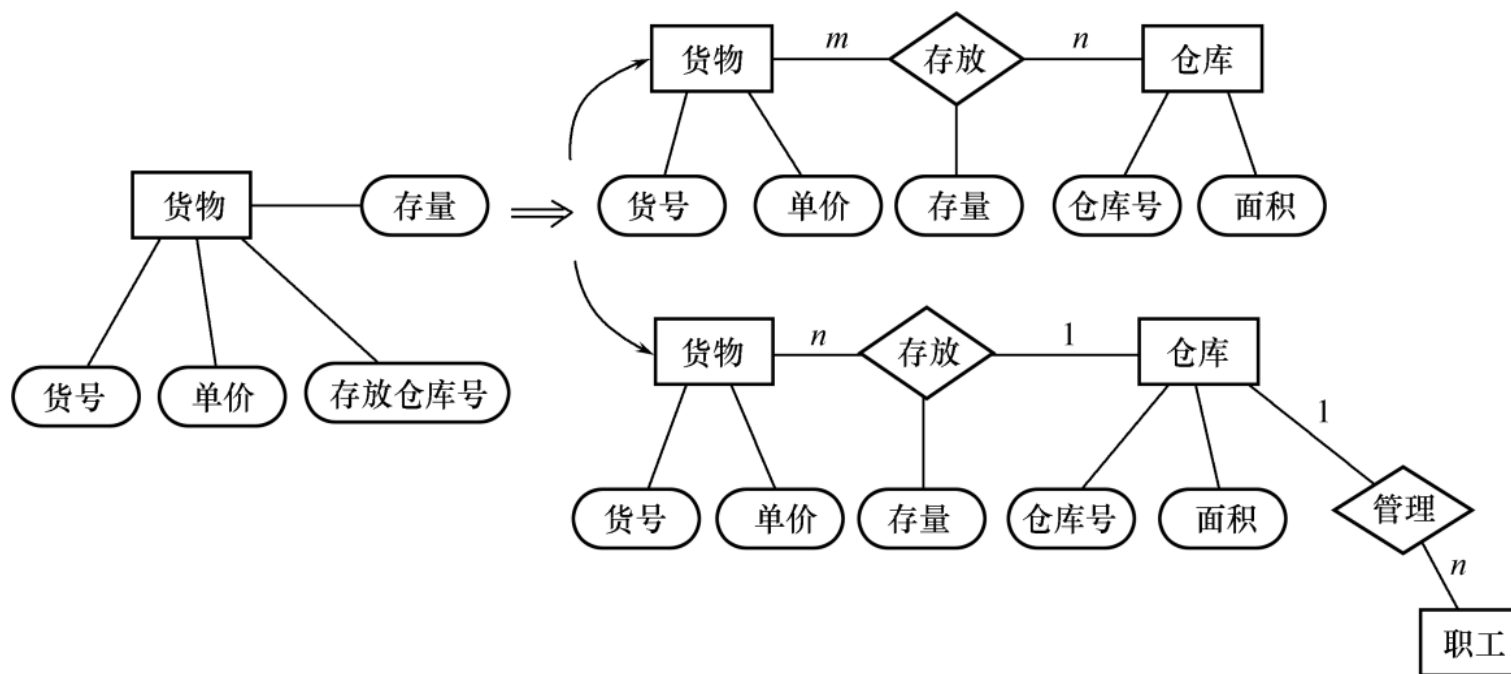 货物 m 存放 n 仓库
货号 单价 存量 仓库号 面积
货物 存量
货号 单价 存放仓库号
货物 n 存放 1 仓库
1
货号 单价 存量 仓库号 面积
管理
n
职工